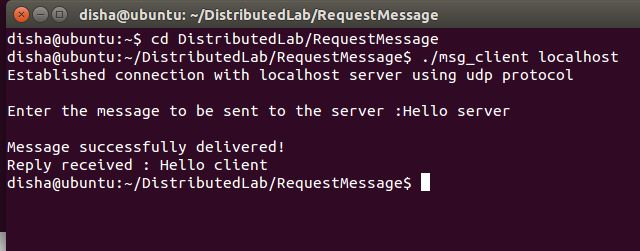 disha@ubuntu: ~/DistributedLab/RequestMessage
disha@ubuntu:~$ cd DistributedLab/RequestMessage
disha@ubuntu:~/DistributedLab/RequestMessage$ ./msg_client localhost
Established connection with localhost server using udp protocol
Enter the message to be sent to the server :Hello server
Message successfully delivered!
Reply received : Hello client
disha@ubuntu:~/DistributedLab/RequestMessage$